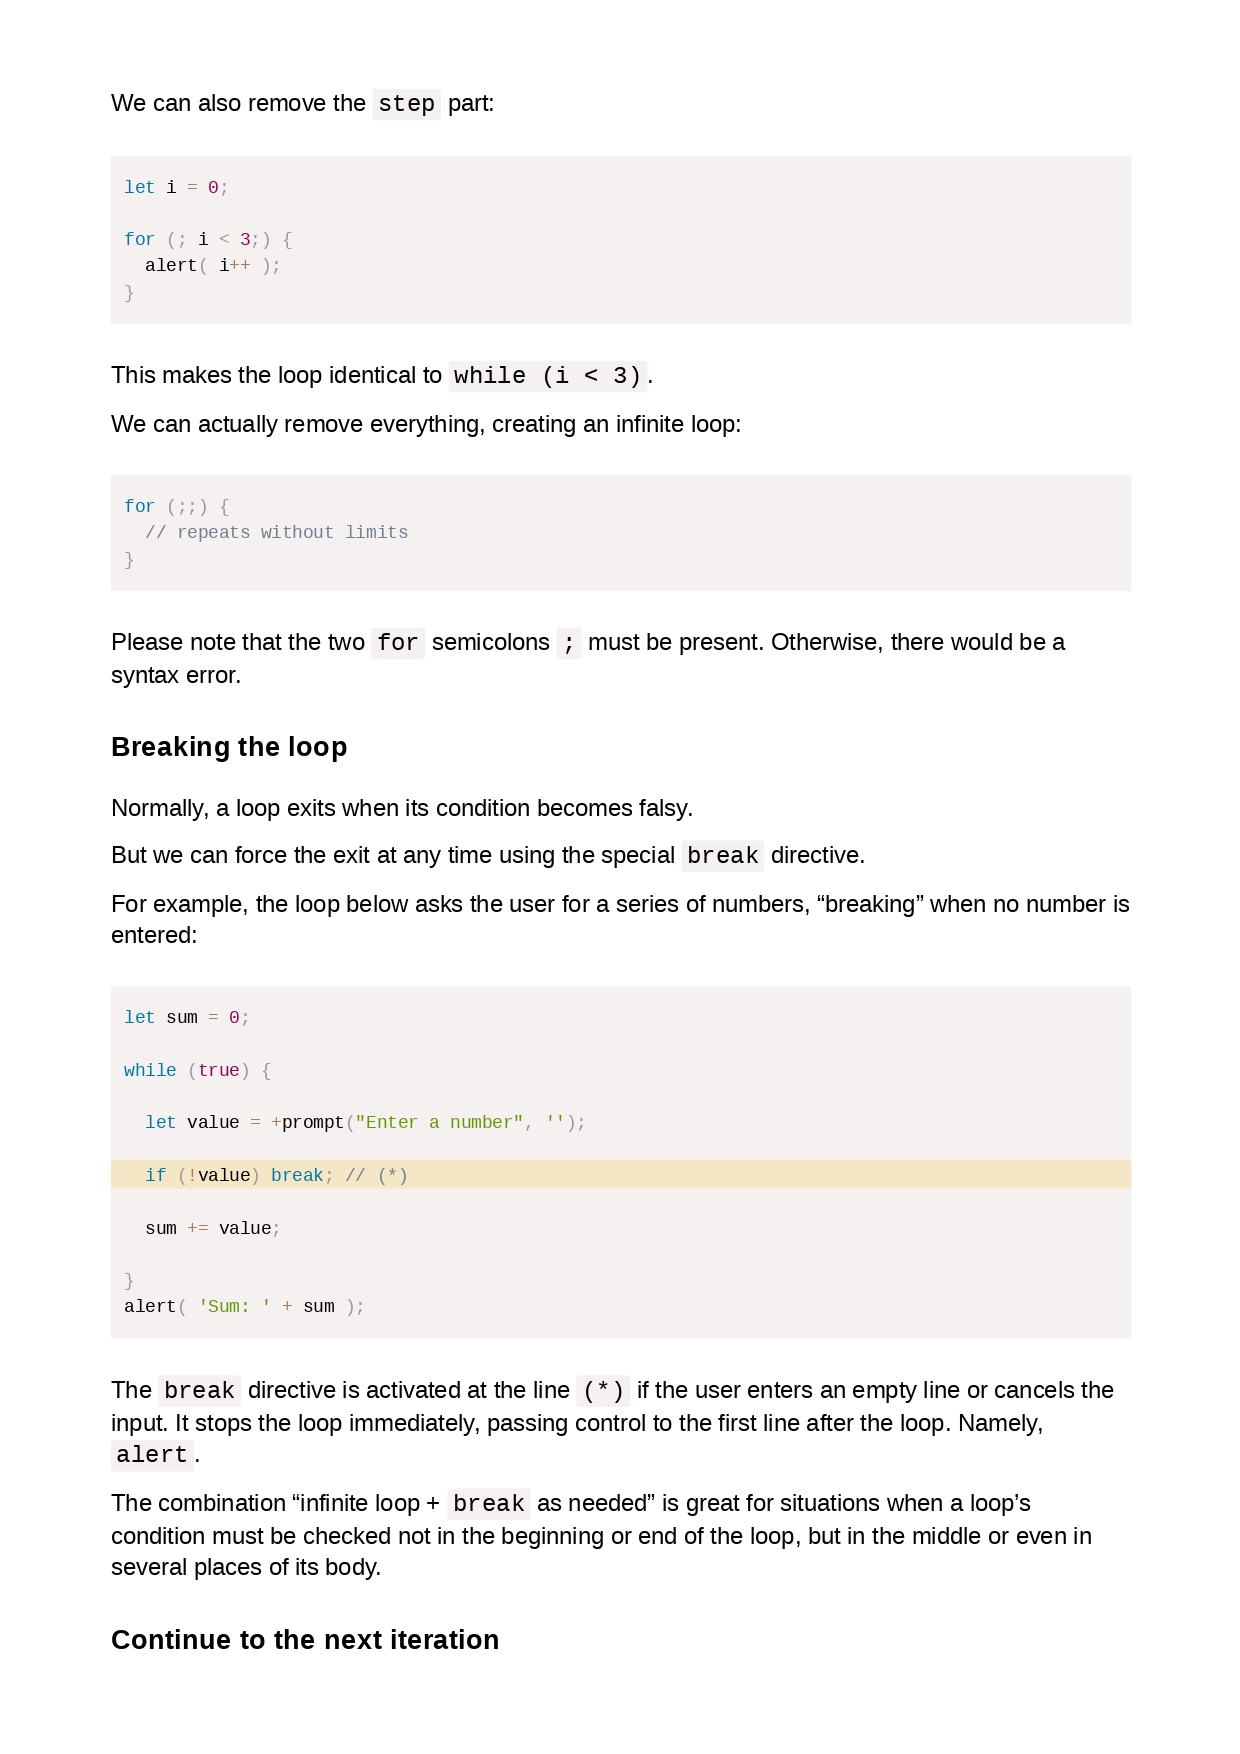 We can also remove the step part:
let i = 0;
for (; i < 3;) {
  alert( i++ );
}
This makes the loop identical to while (i < 3).
We can actually remove everything, creating an infinite loop:
for (;;) {
  // repeats without limits
}
Please note that the two for semicolons ; must be present. Otherwise, there would be a
syntax error.
Breaking the loop
Normally, a loop exits when its condition becomes falsy.
But we can force the exit at any time using the special break directive.
For example, the loop below asks the user for a series of numbers, “breaking” when no number is
entered:
let sum = 0;
while (true) {
  let value = +prompt("Enter a number", '');
  if (!value) break; // (*)
  sum += value;
}
alert( 'Sum: ' + sum );
The break directive is activated at the line (*) if the user enters an empty line or cancels the
input. It stops the loop immediately, passing control to the first line after the loop. Namely,
alert.
The combination “infinite loop + break as needed” is great for situations when a loop’s
condition must be checked not in the beginning or end of the loop, but in the middle or even in
several places of its body.
Continue to the next iteration